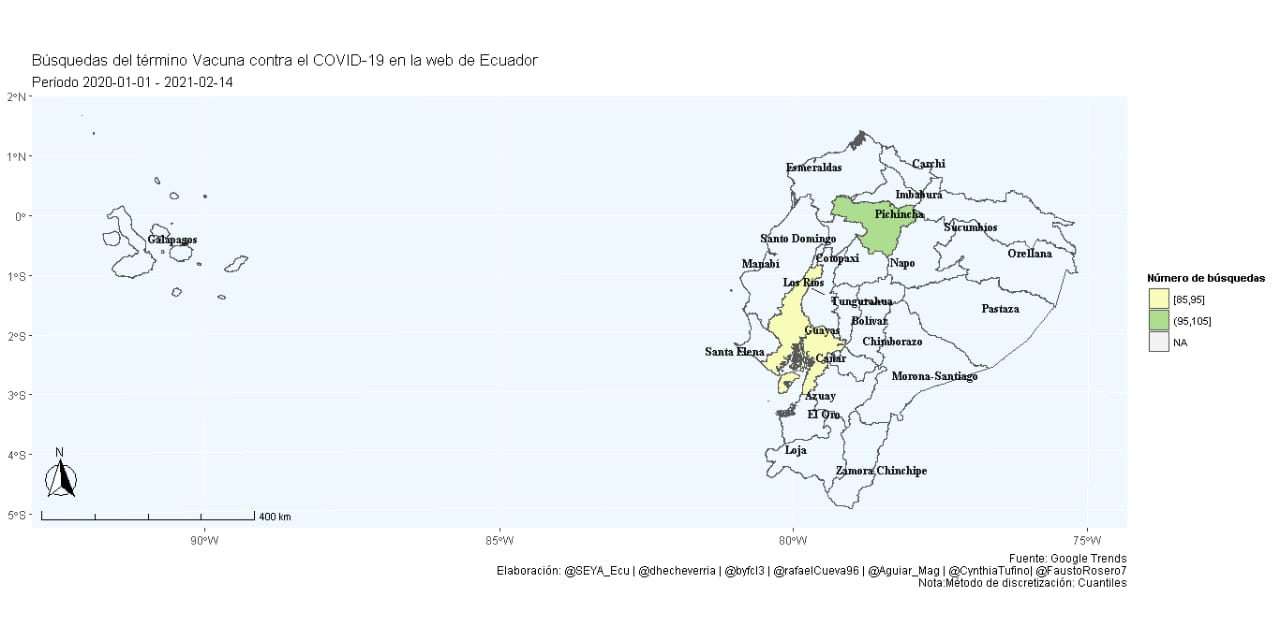 Búsquedas del término Vacuna contra el COVID-19 en la web de Ecuador
Período 2020-01-01 - 2021-02-14
2°N
1°N
0°
1°S
2°S
3°S
4°S
5°S
90°W
85°W
80°W
75°W
Esmeraldas
Carchi
Imbabura
Pichincha
Sucumbios
Galápagos
Santo Domingo
Orellana
Cotopaxi
Manabí
Napo
Los Ríos
Tungurahua
Pastaza
Bolívar
Guayas
Chimborazo
Santa Elena
Cañar
Morona-Santiago
Azuay
El Oro
Loja
Zamora Chinchipe
N
400 km
Número de búsquedas
[85,95]
(95,105]
NA
Fuente: Google Trends
Elaboración: @SEYA_Ecu | @dhecheverria | @byfcl3 | @rafaelCueva96 | @Aguiar_Mag | @CynthiaTufino| @FaustoRosero7
Nota:Método de discretización: Cuantiles